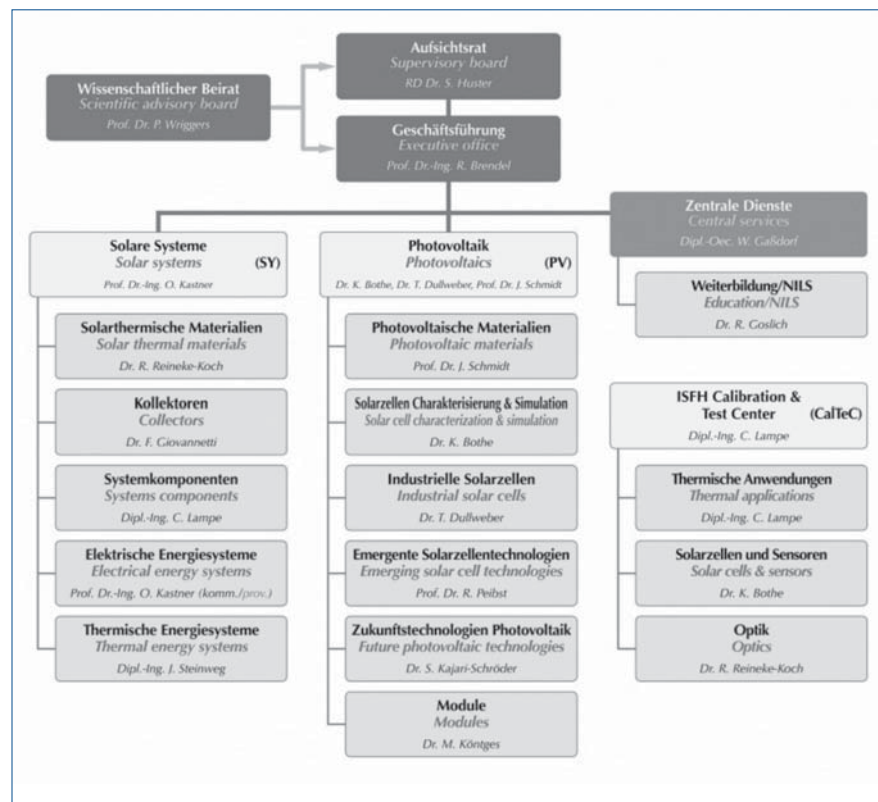 Aufsichtsrat
Supervisory board
RD Dr. S. Huster
Wissenschaftlicher Beirat
Scientific advisory board
Prof. Dr. P. Wriggers
Geschäftsführung
Executive office
Prof. Dr.-Ing. R. Brendel
Zentrale Dienste
Central services
Dipl.-Oec. W. Gaßdorf
Weiterbildung/NILS
Education/NILS
Dr. R. Goslich
Solare Systeme
Solar systems (SY)
Prof. Dr.-Ing. O. Kastner
Solarthermische Materialien
Solar thermal materials
Dr. R. Reineke-Koch
Kollektoren
Collectors
Dr. F. Giovannetti
Systemkomponenten
Systems components
Dipl.-Ing. C. Lampe
Elektrische Energiesysteme
Electrical energy systems
Prof. Dr.-Ing. O. Kastner (komm./prov.)
Thermische Energiesysteme
Thermal energy systems
Dipl.-Ing. J. Steinweg
Photovoltaik
Photovoltaics (PV)
Dr. K. Bothe, Dr. T. Dullweber, Prof. Dr. J. Schmidt
Photovoltaische Materialien
Photovoltaic materials
Prof. Dr. J. Schmidt
Solarzellen Charakterisierung & Simulation
Solar cell characterization & simulation
Dr. K. Bothe
Industrielle Solarzellen
Industrial solar cells
Dr. T. Dullweber
Emergente Solarzellentechnologien
Emerging solar cell technologies
Prof. Dr. R. Peibst
Zukunftstechnologien Photovoltaik
Future photovoltaic technologies
Dr. S. Kajari-Schröder
Module
Modules
Dr. M. Köntges
ISFH Calibration &
Test Center (CalTeC)
Dipl.-Ing. C. Lampe
Thermische Anwendungen
Thermal applications
Dipl.-Ing. C. Lampe
Solarzellen und Sensoren
Solar cells & sensors
Dr. K. Bothe
Optik
Optics
Dr. R. Reineke-Koch